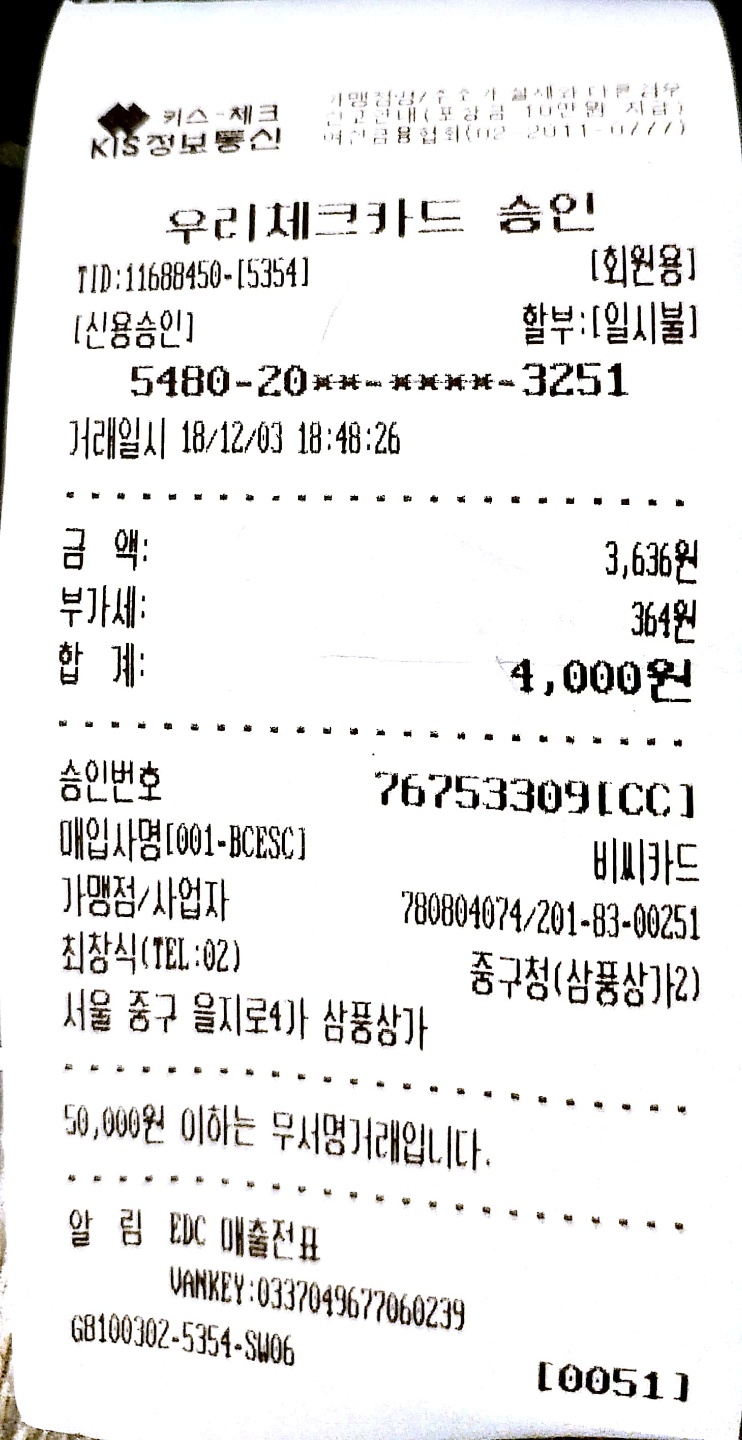 키스-체크
KIS정보통신
가맹점명/주소가 실제와 다른 경우
신고안내(포상금 10만원 지급)
여신금융협회(02-2011-0777)
우리체크카드 승인
TID:11688450-[5354] [회원용]
[신용승인] 할부:[일시불]
5480-20**-****-3251
거래일시 18/12/03 18:48:26
금 액: 3,636원
부가세: 364원
합 계: 4,000원
승인번호 76753309[CC]
매입사명[001-BCESC] 비씨카드
가맹점/사업자 780804074/201-83-00251
최창식(TEL:02) 중구청(삼풍상가2)
서울 중구 을지로4가 삼풍상가
50,000원 이하는 무서명거래입니다.
알 림 EDC 매출전표
VANKEY:0337049677060239
GB100302-5354-SW06
[0051]